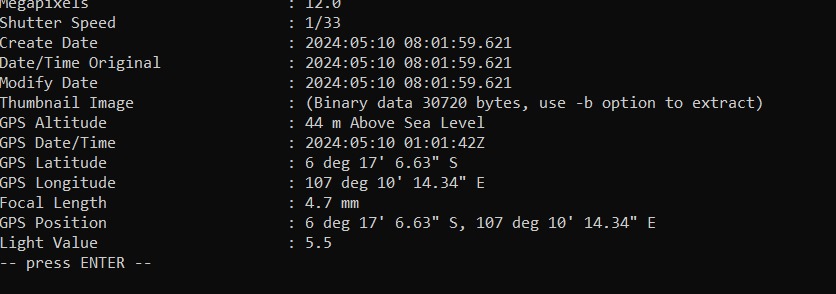 Megapixels : 12.0
Shutter Speed : 1/33
Create Date : 2024:05:10 08:01:59.621
Date/Time Original : 2024:05:10 08:01:59.621
Modify Date : 2024:05:10 08:01:59.621
Thumbnail Image : (Binary data 30720 bytes, use -b option to extract)
GPS Altitude : 44 m Above Sea Level
GPS Date/Time : 2024:05:10 01:01:42Z
GPS Latitude : 6 deg 17' 6.63" S
GPS Longitude : 107 deg 10' 14.34" E
Focal Length : 4.7 mm
GPS Position : 6 deg 17' 6.63" S, 107 deg 10' 14.34" E
Light Value : 5.5
-- press ENTER --